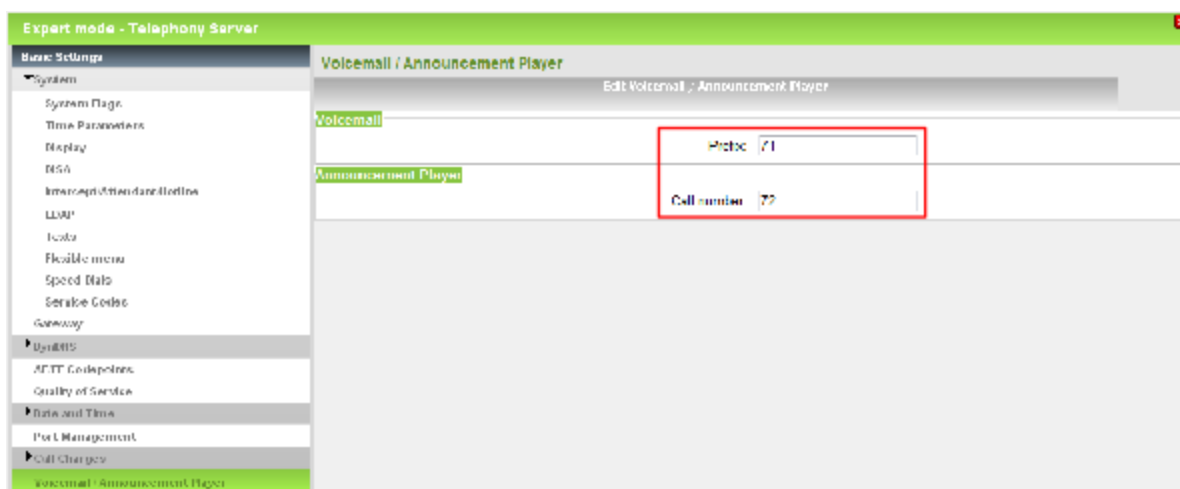 Expert mode - Telephony Server
Basic Settings
System
System Flags
Time Parameters
Display
DISA
Intercept/Attendant/Hotline
LDAP
Texts
Flexible menu
Speed Dials
Service Codes
Gateway
DynDNS
AF/EF Codepoints
Quality of Service
Date and Time
Port Management
Call Charges
Voicemail / Announcement Player
Voicemail / Announcement Player
Edit Voicemail / Announcement Player
Voicemail
Prefix: 71
Announcement Player
Call number 72